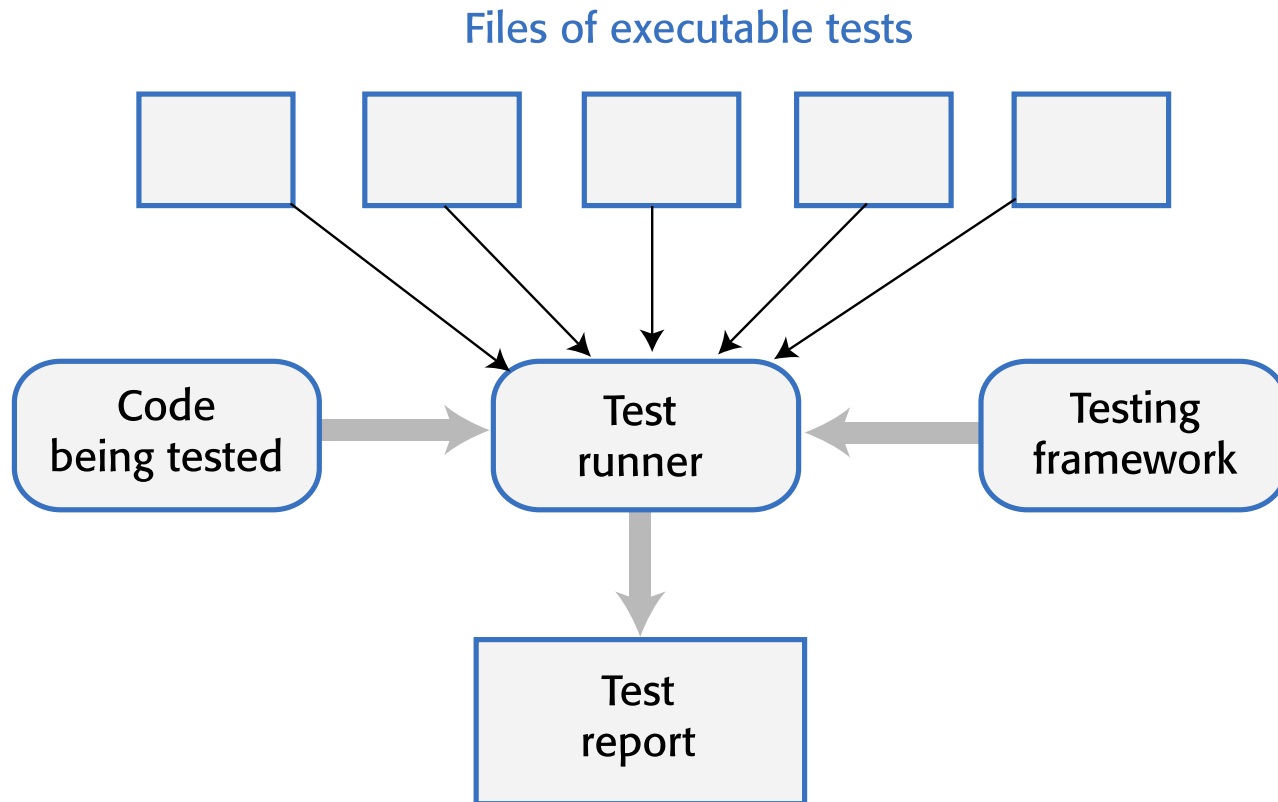 Files of executable tests
Code
being tested
Test
runner
Testing
framework
Test
report